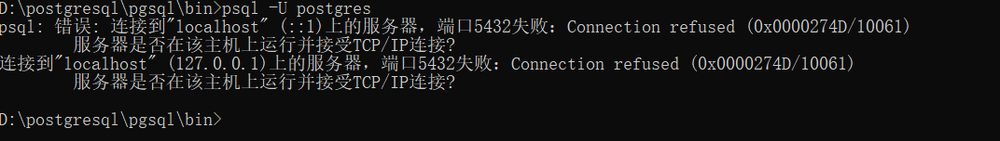 D:\postgresql\pgsql\bin>psql -U postgres
psql: 错误: 连接到"localhost" (::1)上的服务器，端口5432失败：Connection refused (0x0000274D/10061)
服务器是否在该主机上运行并接受TCP/IP连接?
连接到"localhost" (127.0.0.1)上的服务器，端口5432失败：Connection refused (0x0000274D/10061)
服务器是否在该主机上运行并接受TCP/IP连接?
D:\postgresql\pgsql\bin>